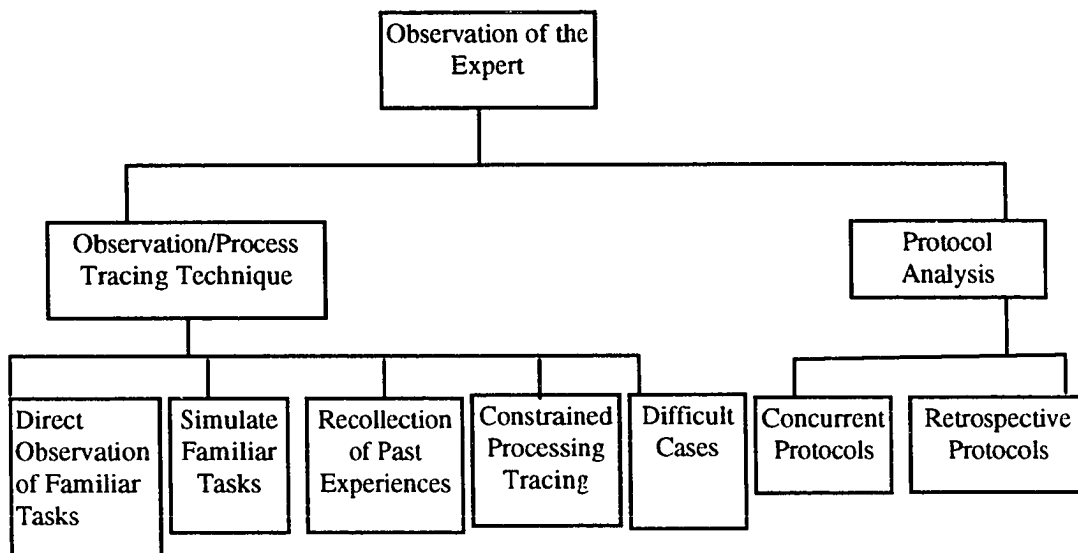 Observation of the
Expert
Observation/Process
Tracing Technique
Protocol
Analysis
Direct
Observation
of Familiar
Tasks
Simulate
Familiar
Tasks
Recollection
of Past
Experiences
Constrained
Processing
Tracing
Difficult
Cases
Concurrent
Protocols
Retrospective
Protocols